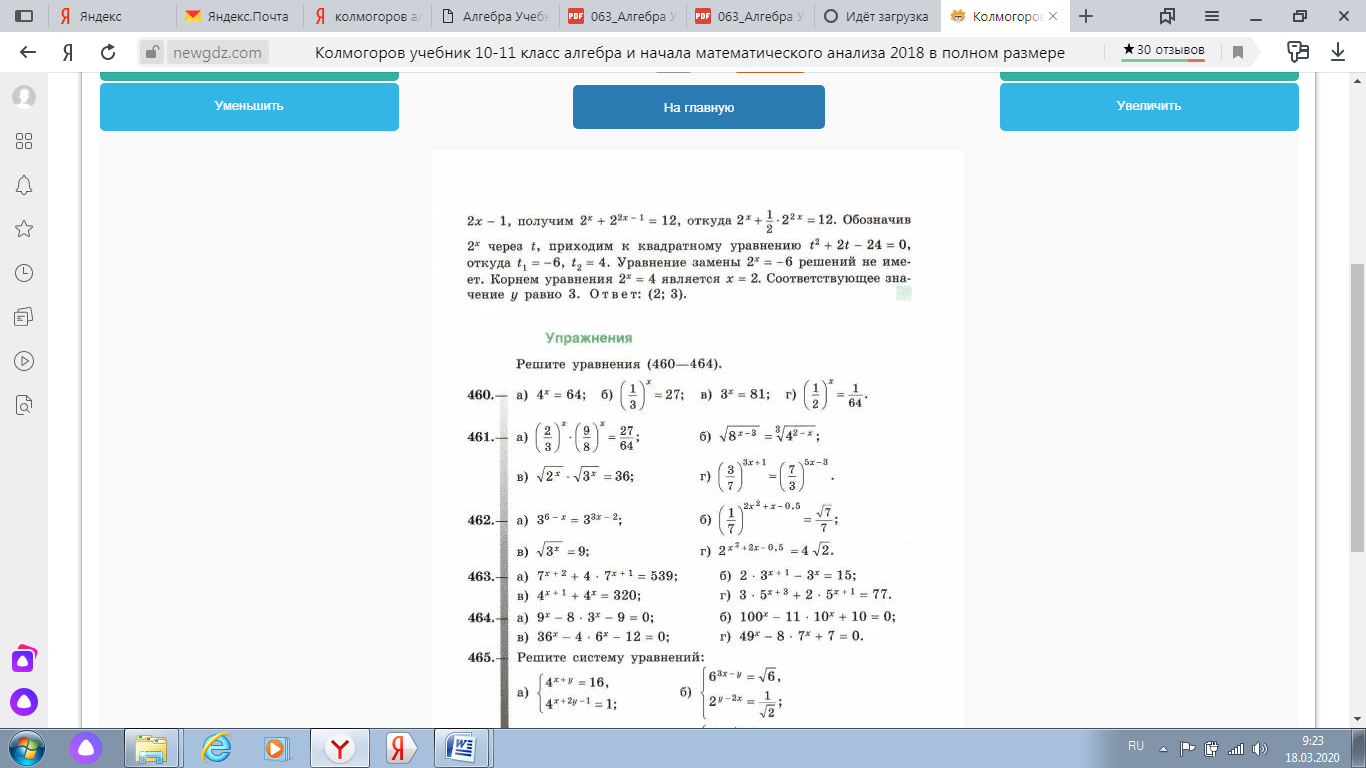 Яндекс
Яндекс.Почта
колмогоров ал
Алгебра Учебн
063_Алгебра У
063_Алгебра У
Идёт загрузка
Колмогоров
newgdz.com
Колмогоров учебник 10-11 класс алгебра и начала математического анализа 2018 в полном размере
★30 отзывов
Уменьшить
На главную
Увеличить
2x − 1, получим 2^x + 2^{2x − 1} = 12, откуда 2^x + 1/2 · 2^{2x} = 12. Обозначив
2^x через t, приходим к квадратному уравнению t² + 2t − 24 = 0,
откуда t₁ = −6, t₂ = 4. Уравнение замены 2^x = −6 решений не име-
ет. Корнем уравнения 2^x = 4 является x = 2. Соответствующее зна-
чение y равно 3. Ответ: (2; 3).
Упражнения
Решите уравнения (460—464).
460.— а) 4^x = 64; б) (1/3)^x = 27; в) 3^x = 81; г) (1/2)^x = 1/64.
461.— а) (2/3)^x · (9/8)^x = 27/64; б) √(8^{x−3}) = ∛(4^{2−x});
в) √(2^x) · √(3^x) = 36; г) (3/7)^{3x+1} = (7/3)^{5x−3}.
462.— а) 3^{6−x} = 3^{3x−2}; б) (1/7)^{2x²+x−0,5} = √7/7;
в) √(3^x) = 9; г) 2^{x²+2x−0,5} = 4√2.
463.— а) 7^{x+2} + 4 · 7^{x+1} = 539; б) 2 · 3^{x+1} − 3^x = 15;
в) 4^{x+1} + 4^x = 320; г) 3 · 5^{x+3} + 2 · 5^{x+1} = 77.
464.— а) 9^x − 8 · 3^x − 9 = 0; б) 100^x − 11 · 10^x + 10 = 0;
в) 36^x − 4 · 6^x − 12 = 0; г) 49^x − 8 · 7^x + 7 = 0.
465.— Решите систему уравнений:
а) { 4^{x+y} = 16, 4^{x+2y−1} = 1; б) { 6^{3x−y} = √6, 2^{y−2x} = 1/√2;
RU
9:23
18.03.2020